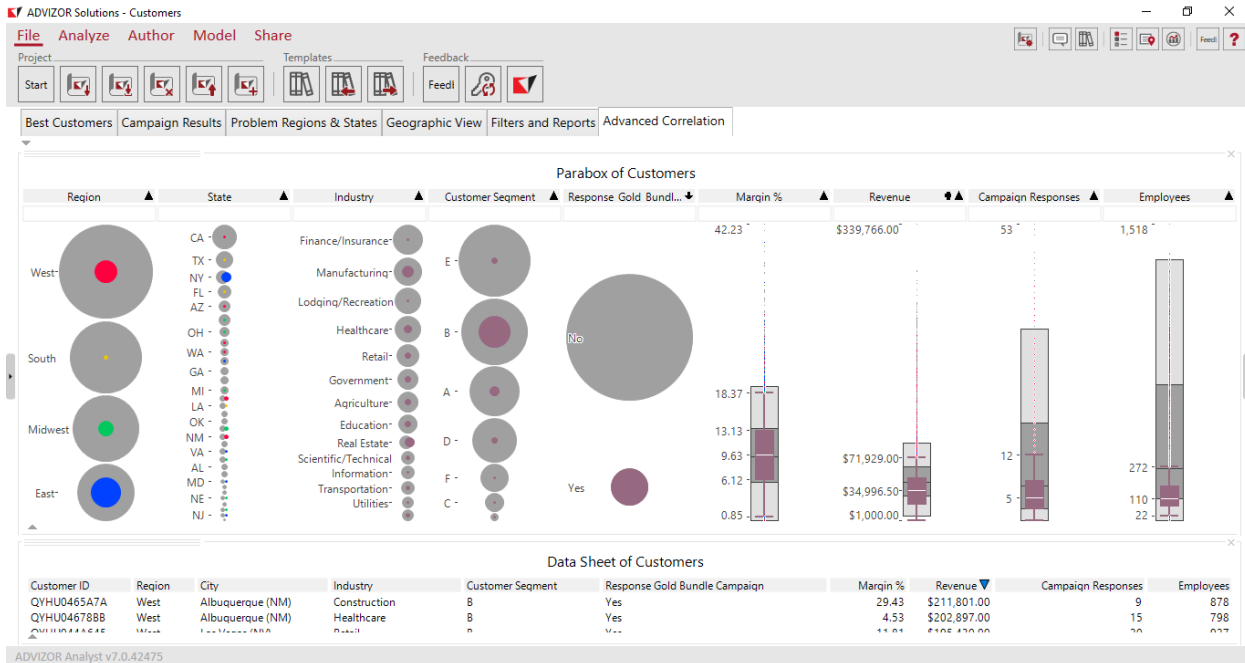 ADVIZOR Solutions - Customers
File Analyze Author Model Share
Project Templates Feedback
Start Feedl Feedl ?
Best Customers Campaign Results Problem Regions & States Geographic View Filters and Reports Advanced Correlation
Parabox of Customers
Region State Industry Customer Segment Response Gold Bundl... Margin % Revenue Campaign Responses Employees
West
South
Midwest
East
CA
TX
NY
FL
AZ
OH
WA
GA
MI
LA
OK
NM
VA
AL
MD
NE
NJ
Finance/Insurance
Manufacturing
Lodging/Recreation
Healthcare
Retail
Government
Agriculture
Education
Real Estate
Scientific/Technical
Information
Transportation
Utilities
E
B
A
D
F
C
No
Yes
42.23
18.37
13.13
9.63
6.12
0.85
$339,766.00
$71,929.00
$34,996.50
$1,000.00
53
12
5
1,518
272
110
22
Data Sheet of Customers
Customer ID Region City Industry Customer Segment Response Gold Bundle Campaign Margin % Revenue Campaign Responses Employees
QYHU0465A7A West Albuquerque (NM) Construction B Yes 29.43 $211,801.00 9 878
QYHU04678BB West Albuquerque (NM) Healthcare B Yes 4.53 $202,897.00 15 798
ADVIZOR Analyst v7.0.42475